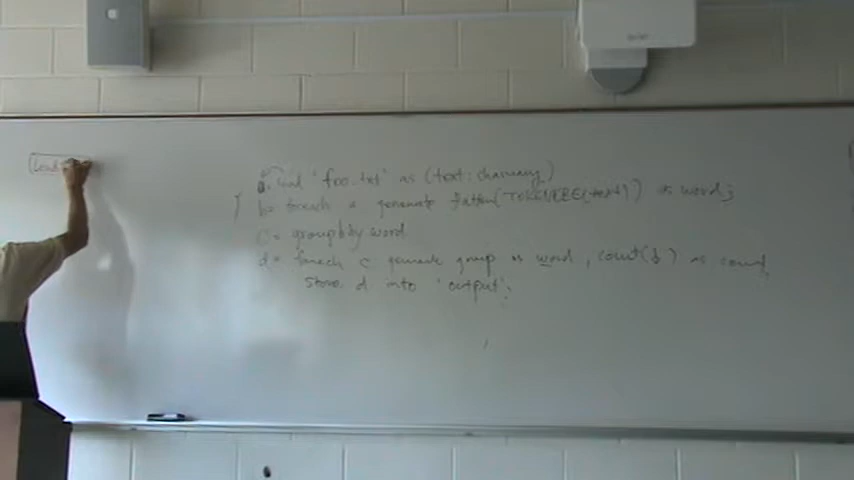 Load
a = load 'foo.txt' as (text: chararray)
b = foreach a generate flatten(TOKENIZE(text)) as word;
c = group b by word
d = foreach c generate group as word, count(b) as count;
store d into 'output';